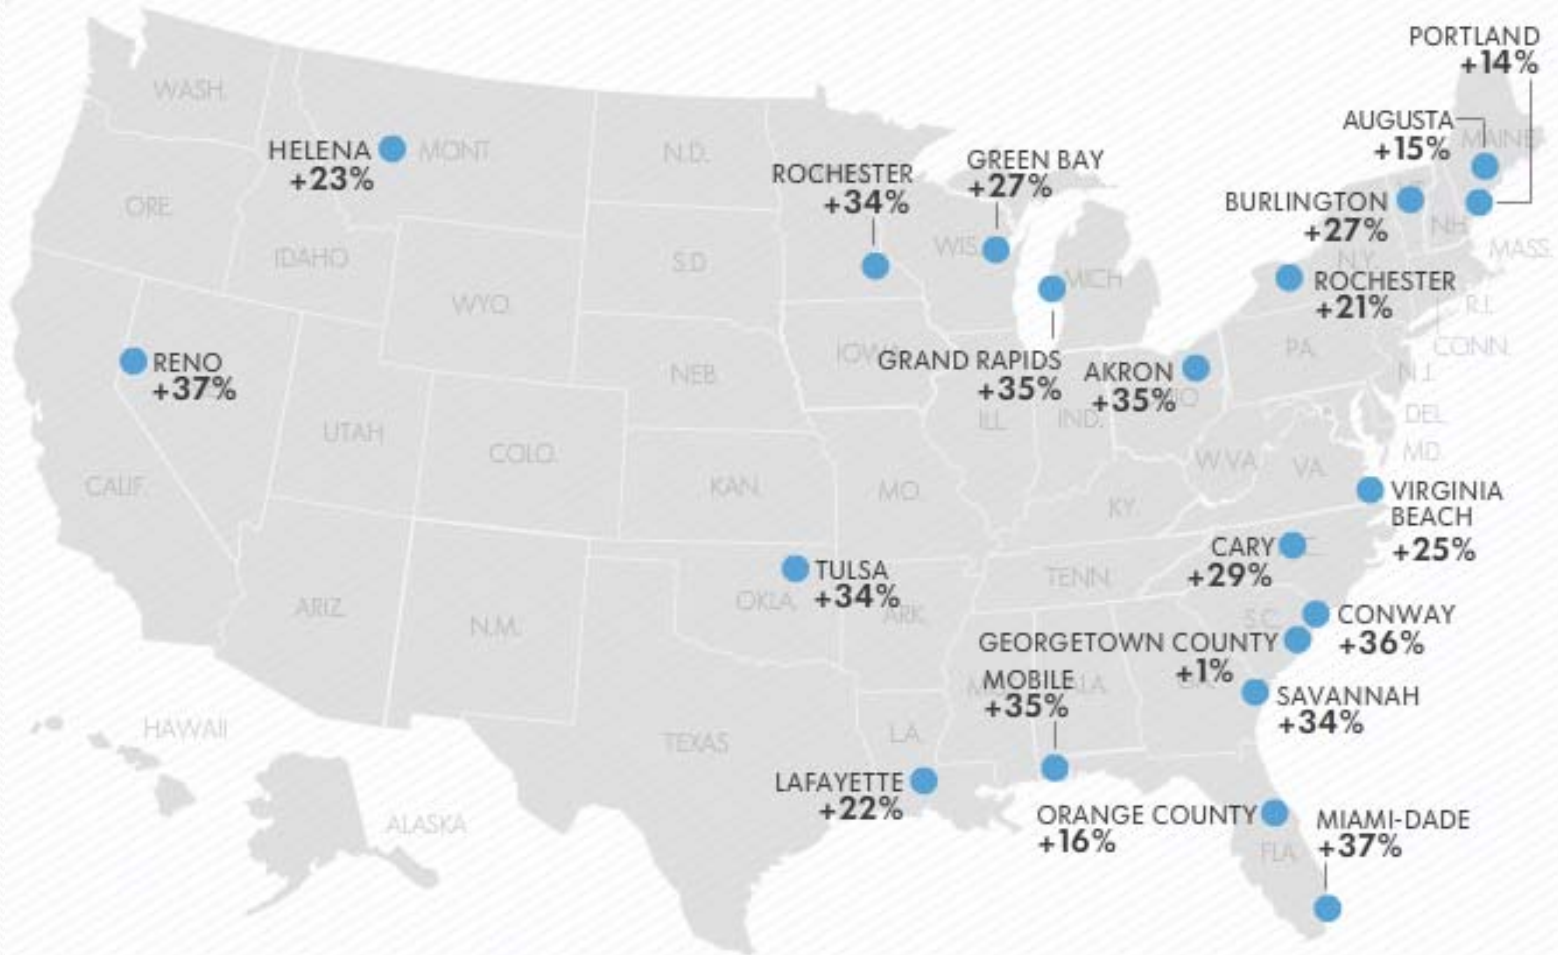 PORTLAND
+14%
AUGUSTA
+15%
WASH.
MAINE
HELENA
+23%
MONT
N.D.
ROCHESTER
+34%
GREEN BAY
+27%
BURLINGTON
+27%
ORE.
N.H.
WIS.
MASS.
N.Y.
IDAHO
S.D.
MICH
ROCHESTER
+21%
R.I.
WYO.
CONN.
PA.
IOWA
RENO
+37%
GRAND RAPIDS
+35%
AKRON
+35%
NEB.
N.J.
DEL.
ILL.
IND.
UTAH
COLO.
MD.
W.VA.
VA.
CALIF.
KAN.
MO.
KY.
VIRGINIA
BEACH
+25%
CARY
+29%
TULSA
+34%
TENN.
OKLA.
ARK.
ARIZ.
N.M.
S.C.
CONWAY
+36%
GEORGETOWN COUNTY
+1%
MOBILE
+35%
SAVANNAH
+34%
HAWAII
TEXAS
LA.
LAFAYETTE
+22%
ORANGE COUNTY
+16%
MIAMI-DADE
+37%
ALASKA
FLA.